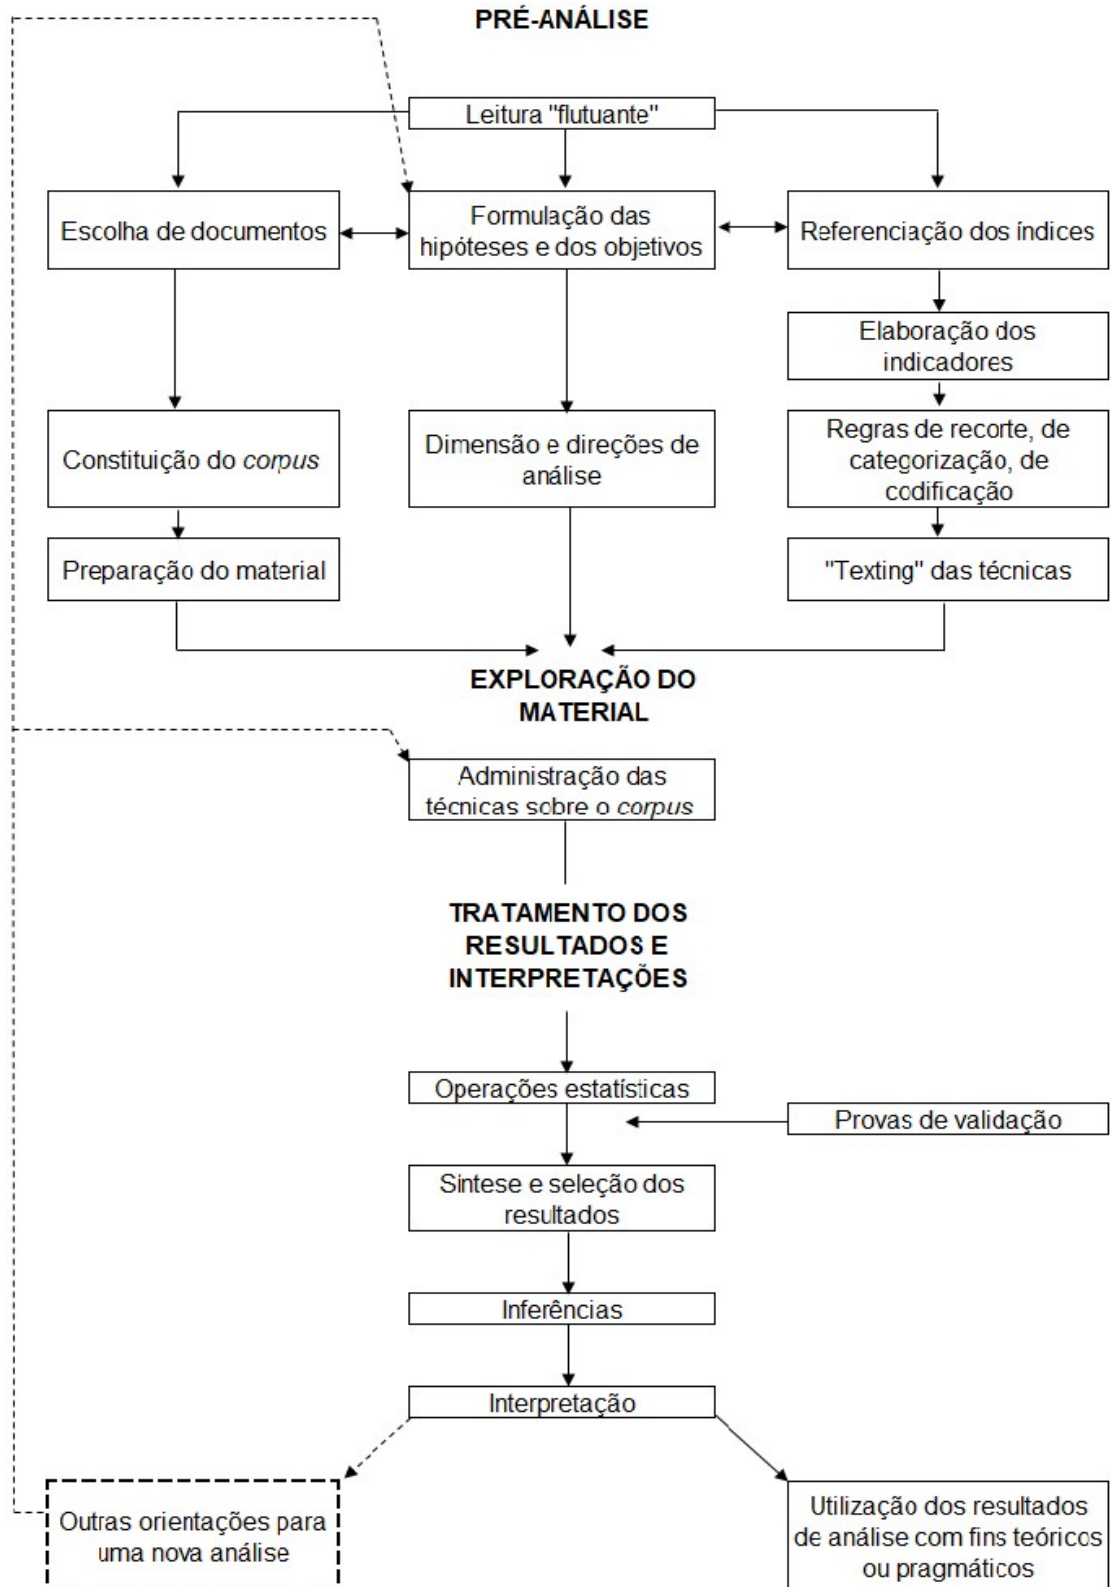 PRÉ-ANÁLISE
Leitura "flutuante"
Escolha de documentos
Formulação das
hipóteses e dos objetivos
Referenciação dos índices
Elaboração dos
indicadores
Constituição do corpus
Dimensão e direções de
análise
Regras de recorte, de
categorização, de
codificação
Preparação do material
"Texting" das técnicas
EXPLORAÇÃO DO
MATERIAL
Administração das
técnicas sobre o corpus
TRATAMENTO DOS
RESULTADOS E
INTERPRETAÇÕES
Operações estatísticas
Provas de validação
Síntese e seleção dos
resultados
Inferências
Interpretação
Outras orientações para
uma nova análise
Utilização dos resultados
de análise com fins teóricos
ou pragmáticos